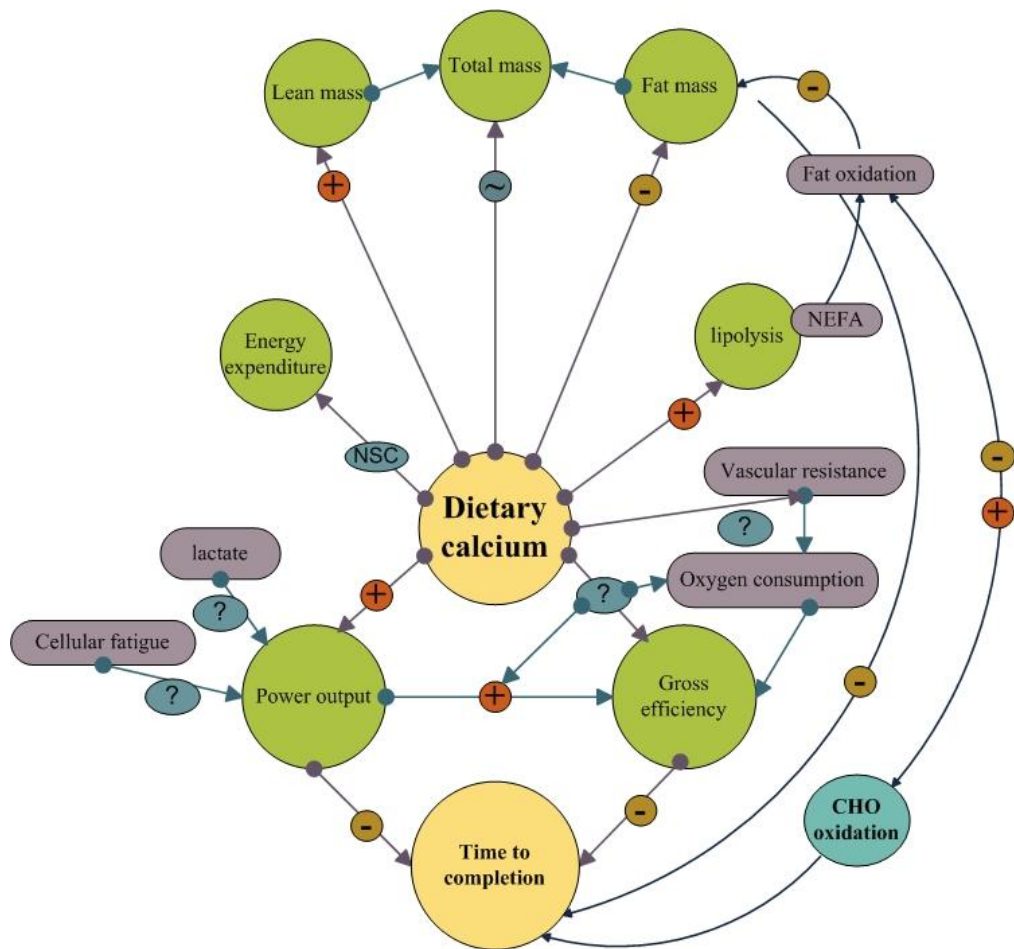 Total mass
Lean mass
Fat mass
-
Fat oxidation
+
~
-
NEFA
lipolysis
Energy
expenditure
+
NSC
-
Vascular resistance
Dietary
calcium
+
?
lactate
Oxygen consumption
+
?
?
Cellular fatigue
-
?
Power output
+
Gross
efficiency
-
-
CHO
oxidation
Time to
completion